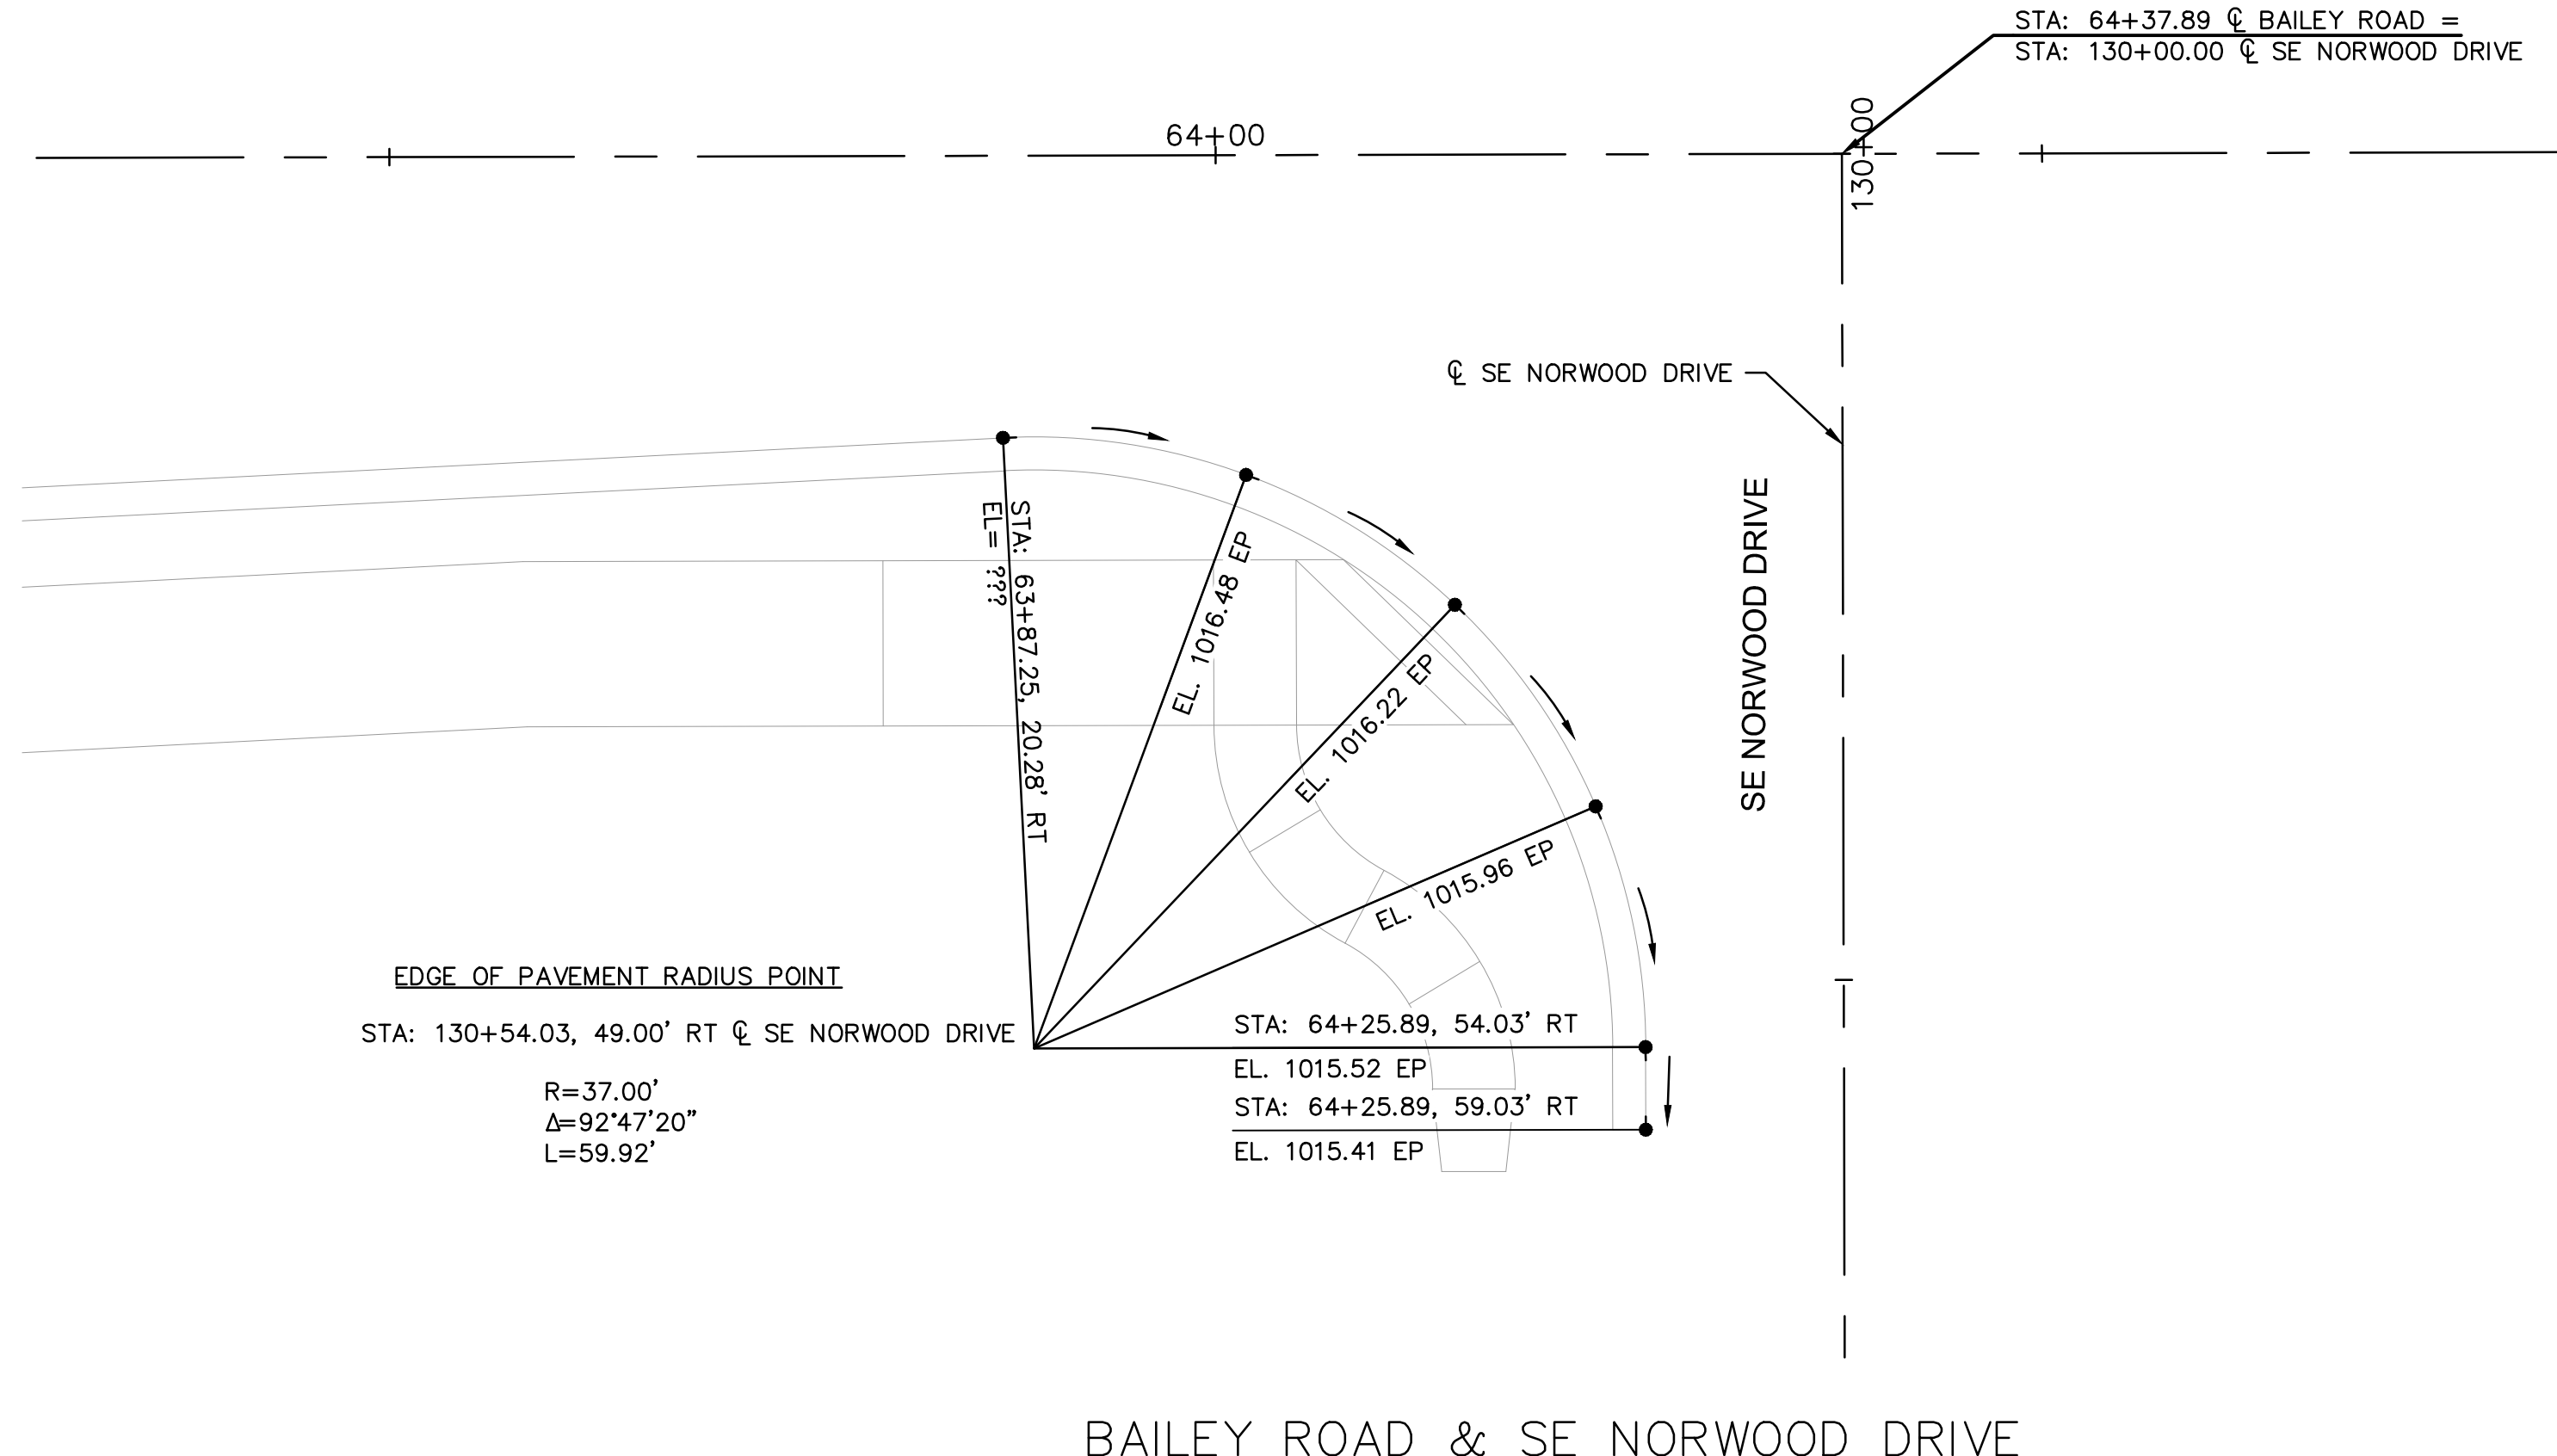 STA: 64+37.89 ℄ BAILEY ROAD =
STA: 130+00.00 ℄ SE NORWOOD DRIVE
64+00
130+00
℄ SE NORWOOD DRIVE
SE NORWOOD DRIVE
STA: 63+87.25, 20.28' RT
EL= ???
EL. 1016.48 EP
EL. 1016.22 EP
EL. 1015.96 EP
EDGE OF PAVEMENT RADIUS POINT
STA: 130+54.03, 49.00' RT ℄ SE NORWOOD DRIVE
R=37.00'
Δ=92°47'20"
L=59.92'
STA: 64+25.89, 54.03' RT
EL. 1015.52 EP
STA: 64+25.89, 59.03' RT
EL. 1015.41 EP
BAILEY ROAD & SE NORWOOD DRIVE